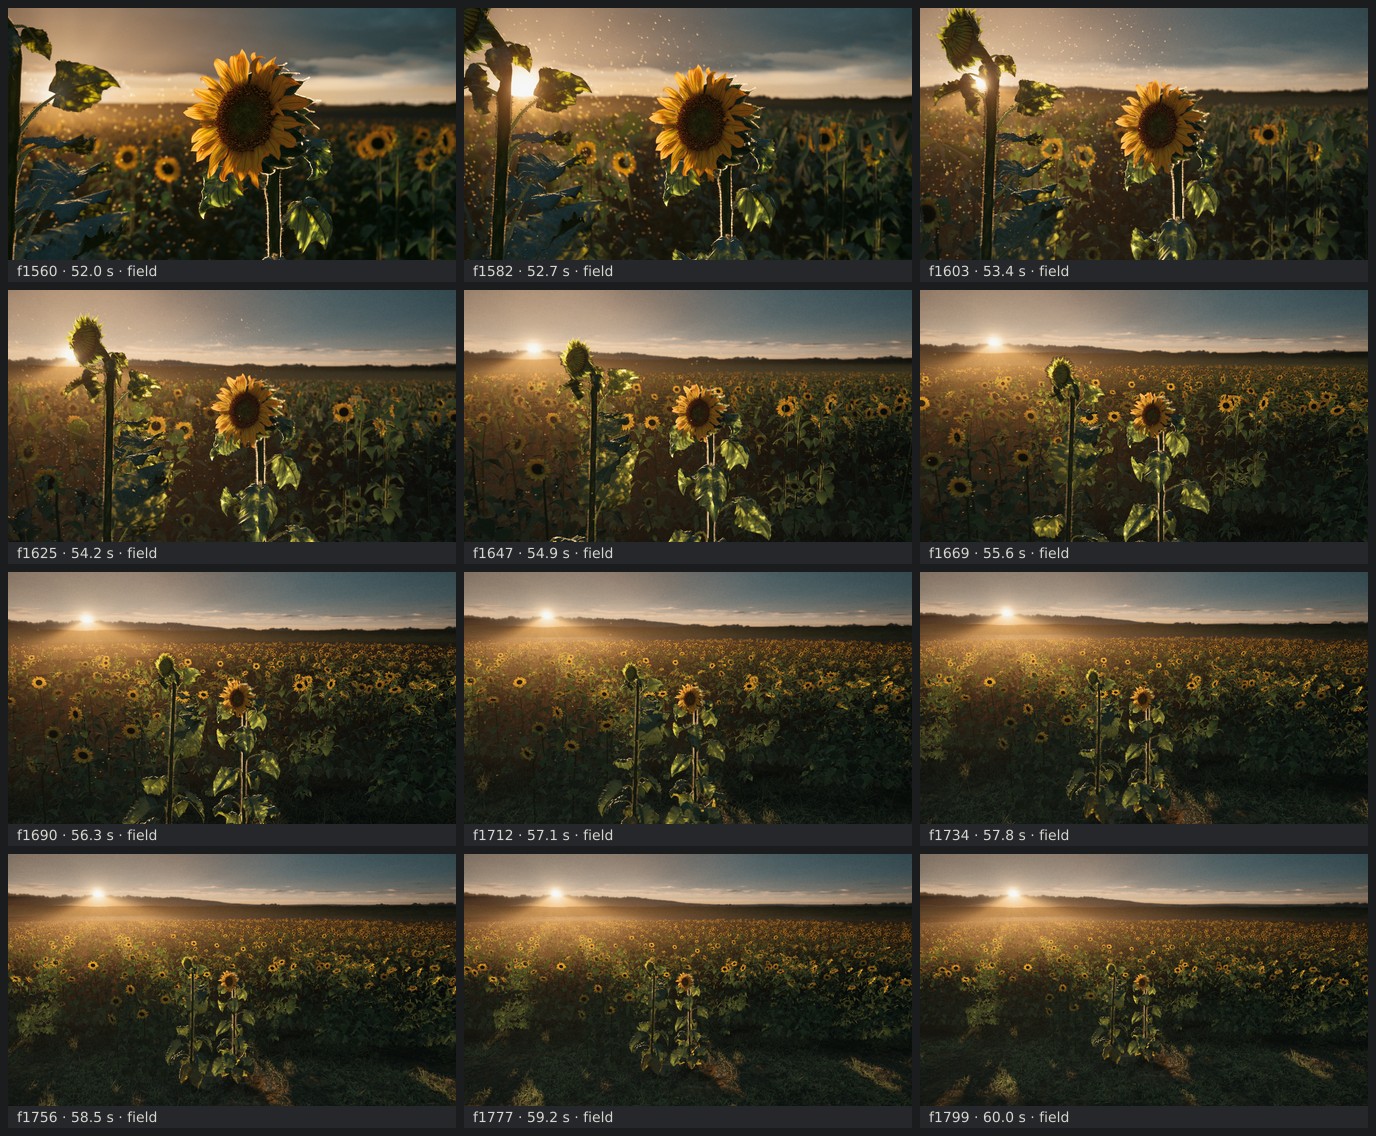 f1560 · 52.0 s · field
f1582 · 52.7 s · field
f1603 · 53.4 s · field
f1625 · 54.2 s · field
f1647 · 54.9 s · field
f1669 · 55.6 s · field
f1690 · 56.3 s · field
f1712 · 57.1 s · field
f1734 · 57.8 s · field
f1756 · 58.5 s · field
f1777 · 59.2 s · field
f1799 · 60.0 s · field